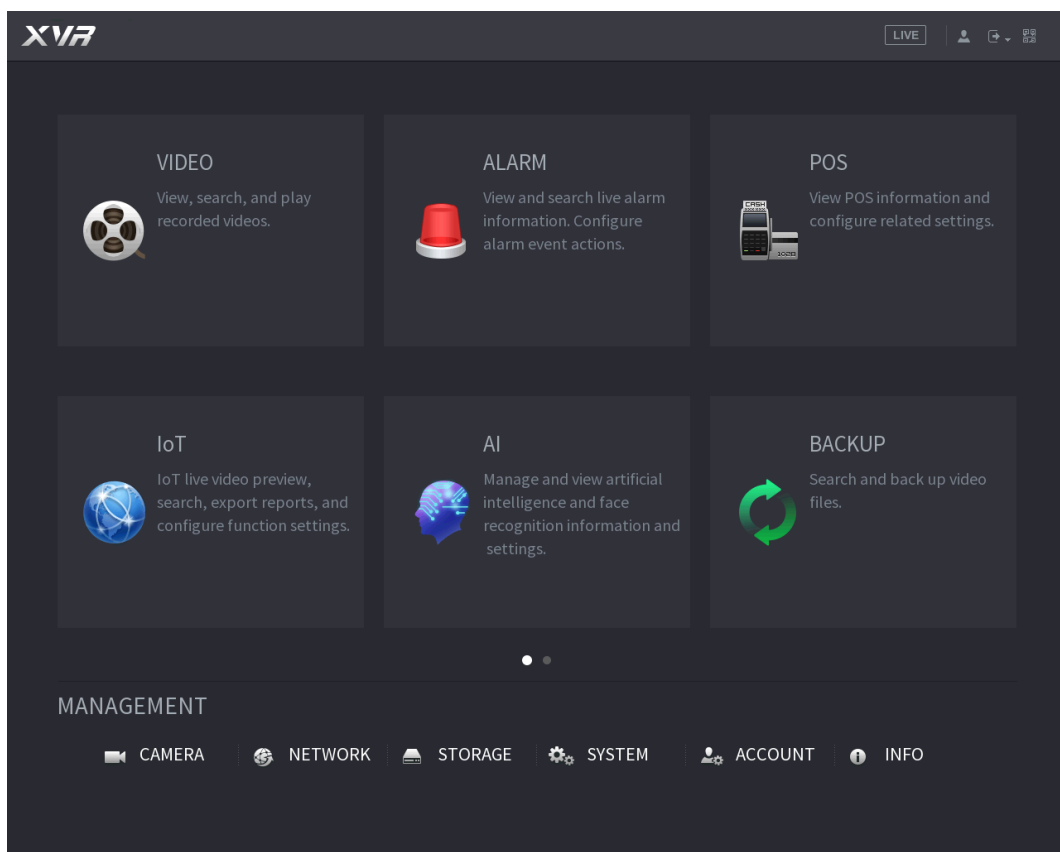 XVR
LIVE
VIDEO
View, search, and play
recorded videos.
ALARM
View and search live alarm
information. Configure
alarm event actions.
POS
View POS information and
configure related settings.
CASH
1028
IoT
IoT live video preview,
search, export reports, and
configure function settings.
AI
Manage and view artificial
intelligence and face
recognition information and
settings.
BACKUP
Search and back up video
files.
MANAGEMENT
CAMERA
NETWORK
STORAGE
SYSTEM
ACCOUNT
INFO